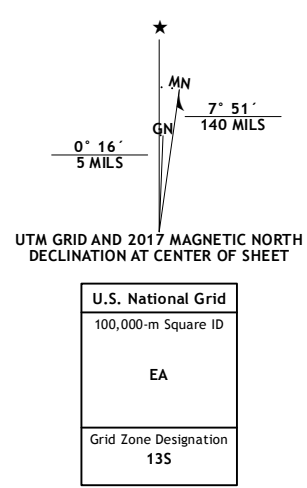 ★
MN
7° 51´
140 MILS
GN
0° 16´
5 MILS
UTM GRID AND 2017 MAGNETIC NORTH
DECLINATION AT CENTER OF SHEET
U.S. National Grid
100,000-m Square ID
EA
Grid Zone Designation
13S